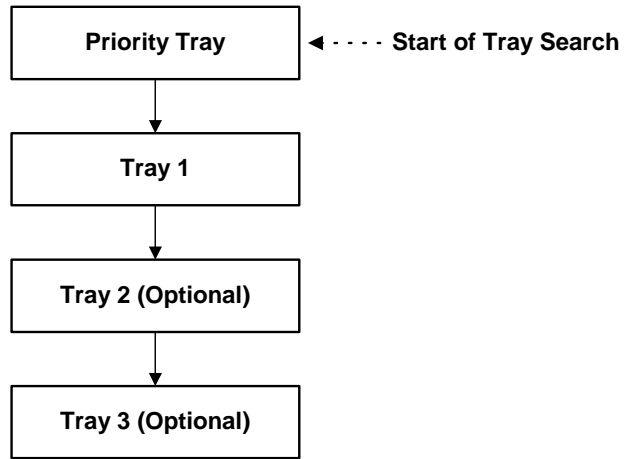 Priority Tray
Start of Tray Search
Tray 1
Tray 2 (Optional)
Tray 3 (Optional)